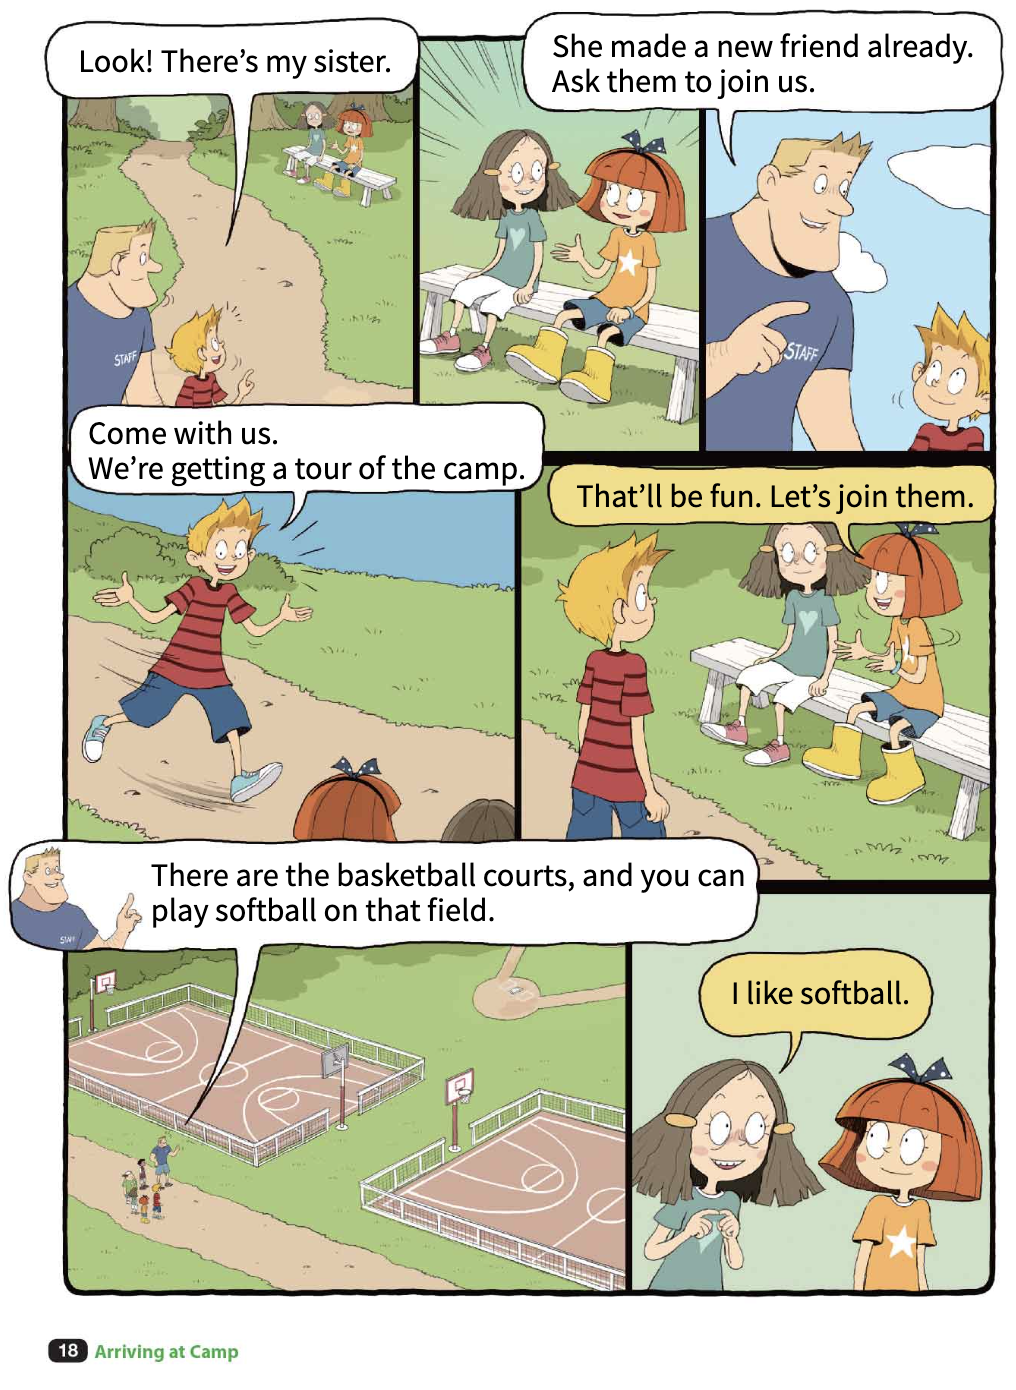 Look! There's my sister.
She made a new friend already.
Ask them to join us.
STAFF
STAFF
Come with us.
We're getting a tour of the camp.
That'll be fun. Let's join them.
There are the basketball courts, and you can
play softball on that field.
STAFF
I like softball.
18 Arriving at Camp